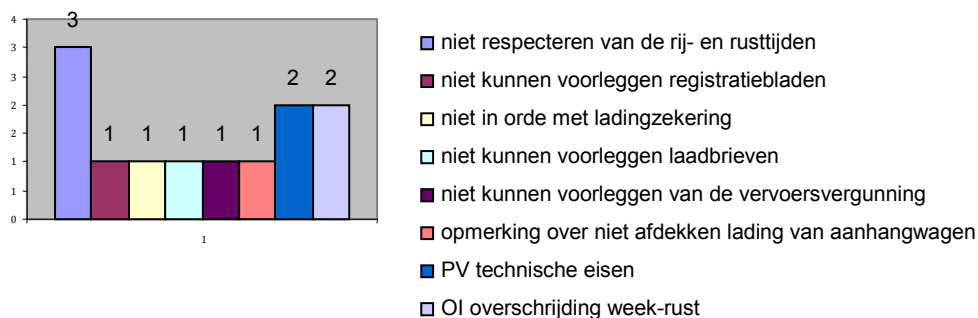 4
3
3
2
2
1
1
0
3
1
1
1
1
1
2
2
1
niet respecteren van de rij- en rusttijden
niet kunnen voorleggen registratiebladen
niet in orde met ladingzekering
niet kunnen voorleggen laadbrieven
niet kunnen voorleggen van de vervoersvergunning
opmerking over niet afdekken lading van aanhangwagen
PV technische eisen
OI overschrijding week-rust